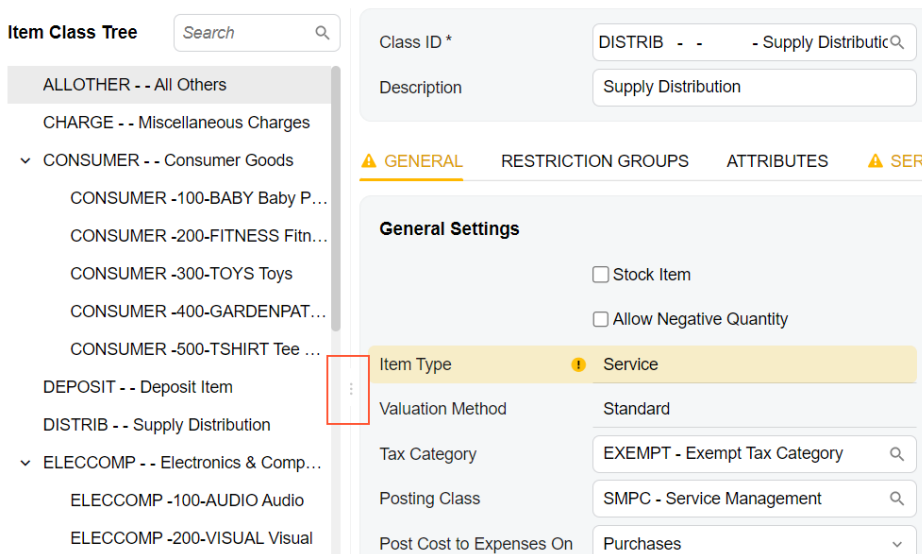 Item Class Tree
Search
ALLOTHER - - All Others
CHARGE - - Miscellaneous Charges
CONSUMER - - Consumer Goods
CONSUMER -100-BABY Baby P…
CONSUMER -200-FITNESS Fitn…
CONSUMER -300-TOYS Toys
CONSUMER -400-GARDENPAT…
CONSUMER -500-TSHIRT Tee …
DEPOSIT - - Deposit Item
DISTRIB - - Supply Distribution
ELECCOMP - - Electronics & Comp…
ELECCOMP -100-AUDIO Audio
ELECCOMP -200-VISUAL Visual
Class ID * DISTRIB - - - Supply Distributic
Description Supply Distribution
GENERAL RESTRICTION GROUPS ATTRIBUTES SER
General Settings
Stock Item
Allow Negative Quantity
Item Type Service
Valuation Method Standard
Tax Category EXEMPT - Exempt Tax Category
Posting Class SMPC - Service Management
Post Cost to Expenses On Purchases